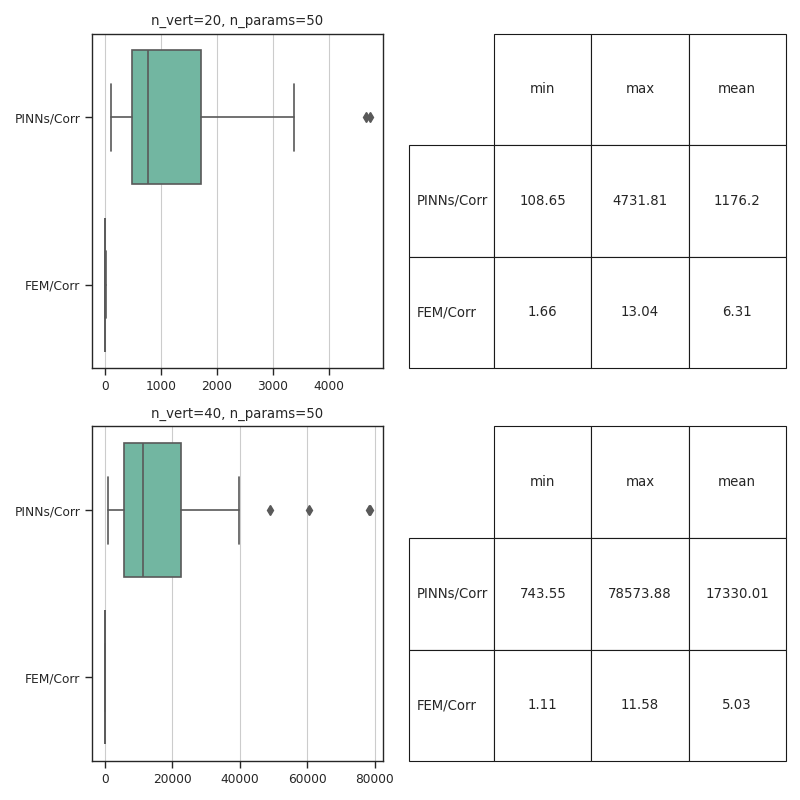 n_vert=20, n_params=50
PINNs/Corr
FEM/Corr
0 1000 2000 3000 4000
min max mean
PINNs/Corr 108.65 4731.81 1176.2
FEM/Corr 1.66 13.04 6.31
n_vert=40, n_params=50
PINNs/Corr
FEM/Corr
0 20000 40000 60000 80000
min max mean
PINNs/Corr 743.55 78573.88 17330.01
FEM/Corr 1.11 11.58 5.03